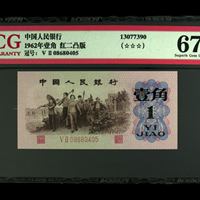 CG
WARRANTY
中国人民银行
1962年壹角 红二凸版
冠号: V II 08680405
13077390
(☆☆☆)
67
Superb Gem Unc
中国人民银行
壹角
1
YI
JIAO
V II 08680405